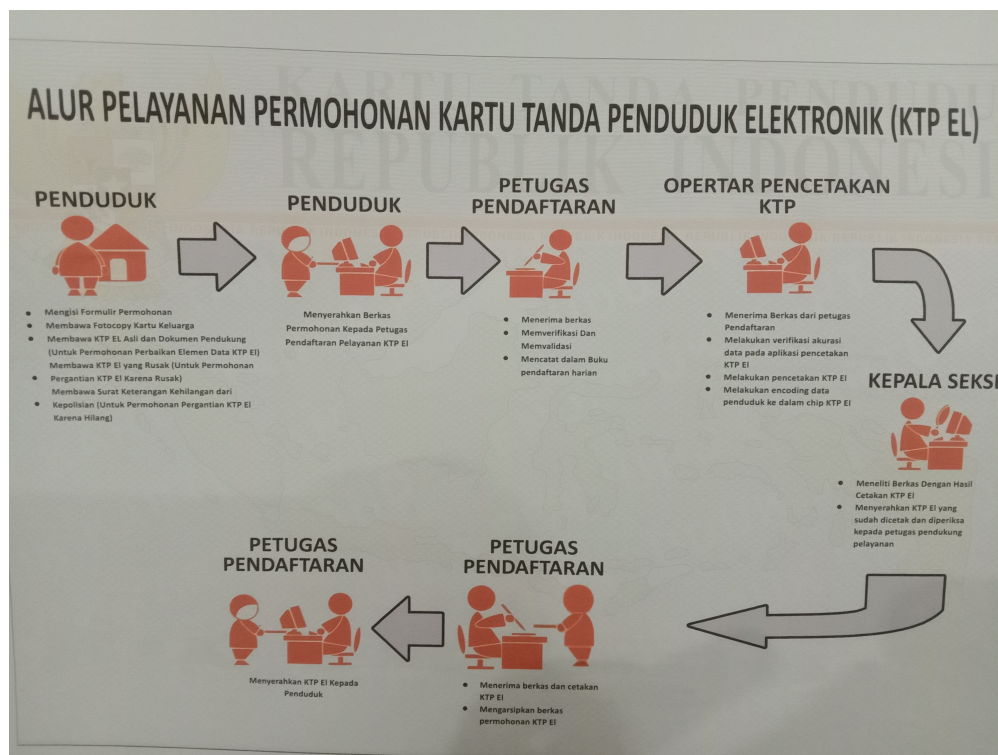 KARTU TANDA PENDUDU
REPUBLIK INDONESI
ALUR PELAYANAN PERMOHONAN KARTU TANDA PENDUDUK ELEKTRONIK (KTP EL)
PENDUDUK
• Mengisi Formulir Permohonan
• Membawa Fotocopy Kartu Keluarga
• Membawa KTP EL Asli dan Dokumen Pendukung
(Untuk Permohonan Perbaikan Elemen Data KTP El)
Membawa KTP El yang Rusak (Untuk Permohonan
• Pergantian KTP El Karena Rusak)
Membawa Surat Keterangan Kehilangan dari
• Kepolisian (Untuk Permohonan Pergantian KTP El
Karena Hilang)
PENDUDUK
Menyerahkan Berkas
Permohonan Kepada Petugas
Pendaftaran Pelayanan KTP El
PETUGAS
PENDAFTARAN
• Menerima berkas
• Memverifikasi Dan
Memvalidasi
• Mencatat dalam Buku
pendaftaran harian
OPERTAR PENCETAKAN
KTP
• Menerima Berkas dari petugas
Pendaftaran
• Melakukan verifikasi akurasi
data pada aplikasi pencetakan
KTP El
• Melakukan pencetakan KTP El
• Melakukan encoding data
penduduk ke dalam chip KTP El
KEPALA SEKSI
• Meneliti Berkas Dengan Hasil
Cetakan KTP El
• Menyerahkan KTP El yang
sudah dicetak dan diperiksa
kepada petugas pendukung
pelayanan
PETUGAS
PENDAFTARAN
• Menerima berkas dan cetakan
KTP El
• Mengarsipkan berkas
permohonan KTP El
PETUGAS
PENDAFTARAN
Menyerahkan KTP El Kepada
Penduduk